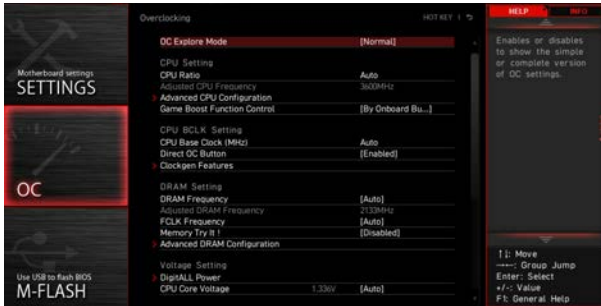 Motherboard settings
SETTINGS
OC
Use USB to flash BIOS
M-FLASH
Overclocking
HOT KEY
OC Explore Mode [Normal]
CPU Setting
CPU Ratio Auto
Adjusted CPU Frequency 3600MHz
> Advanced CPU Configuration
Game Boost Function Control [By Onboard Bu...]
CPU BCLK Setting
CPU Base Clock (MHz) Auto
Direct OC Button [Enabled]
> Clockgen Features
DRAM Setting
DRAM Frequency [Auto]
Adjusted DRAM Frequency 2133MHz
FCLK Frequency [Auto]
Memory Try It ! [Disabled]
> Advanced DRAM Configuration
Voltage Setting
> DigitALL Power
CPU Core Voltage 1.336V [Auto]
HELP
INFO
Enables or disables
to show the simple
or complete version
of OC settings.
↑↓: Move
→←: Group Jump
Enter: Select
+/-: Value
F1: General Help